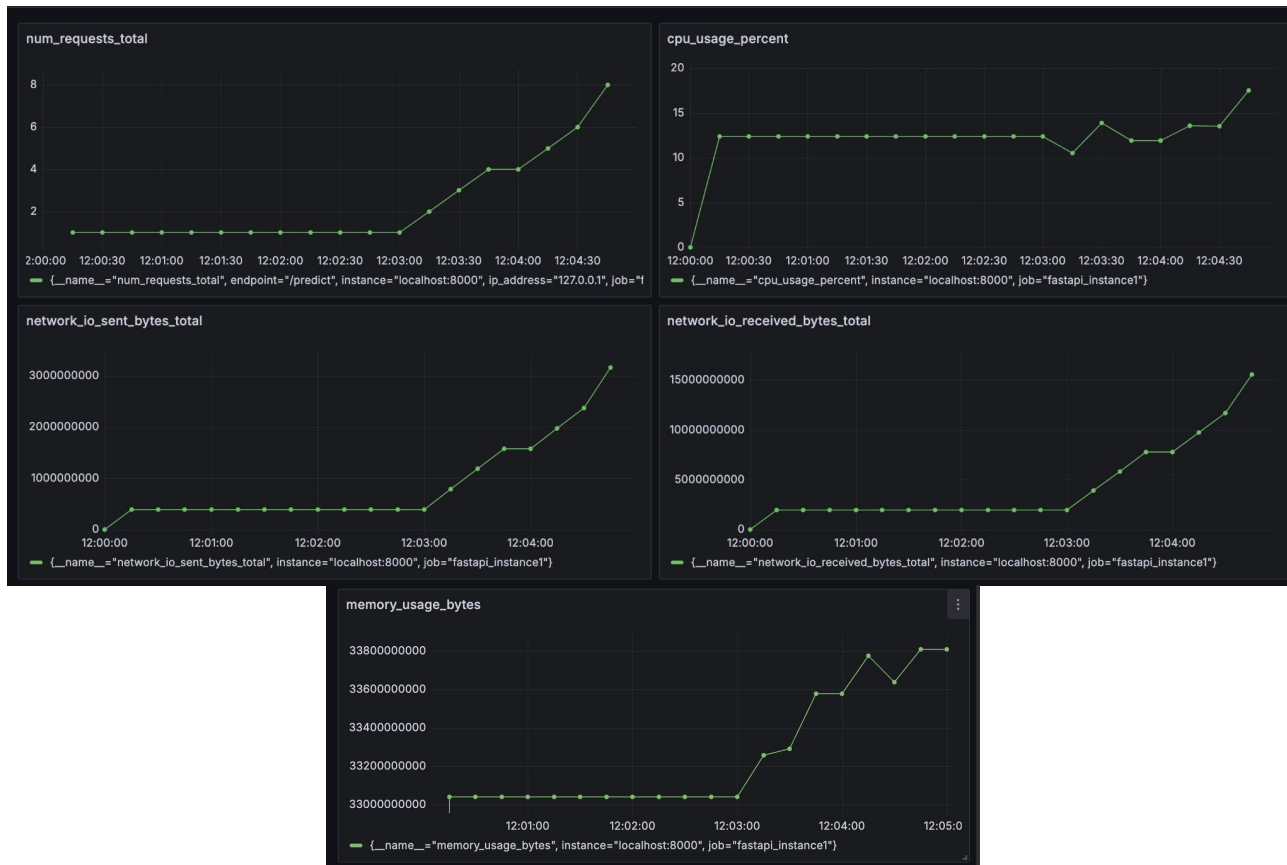 num_requests_total
8
6
4
2
2:00:00 12:00:30 12:01:00 12:01:30 12:02:00 12:02:30 12:03:00 12:03:30 12:04:00 12:04:30
{__name__="num_requests_total", endpoint="/predict", instance="localhost:8000", ip_address="127.0.0.1", job="f
cpu_usage_percent
20
15
10
5
0
12:00:00 12:00:30 12:01:00 12:01:30 12:02:00 12:02:30 12:03:00 12:03:30 12:04:00 12:04:30
{__name__="cpu_usage_percent", instance="localhost:8000", job="fastapi_instance1"}
network_io_sent_bytes_total
3000000000
2000000000
1000000000
0
12:00:00 12:01:00 12:02:00 12:03:00 12:04:00
{__name__="network_io_sent_bytes_total", instance="localhost:8000", job="fastapi_instance1"}
network_io_received_bytes_total
15000000000
10000000000
5000000000
0
12:00:00 12:01:00 12:02:00 12:03:00 12:04:00
{__name__="network_io_received_bytes_total", instance="localhost:8000", job="fastapi_instance1"}
memory_usage_bytes
33800000000
33600000000
33400000000
33200000000
33000000000
12:01:00 12:02:00 12:03:00 12:04:00 12:05:0
{__name__="memory_usage_bytes", instance="localhost:8000", job="fastapi_instance1"}